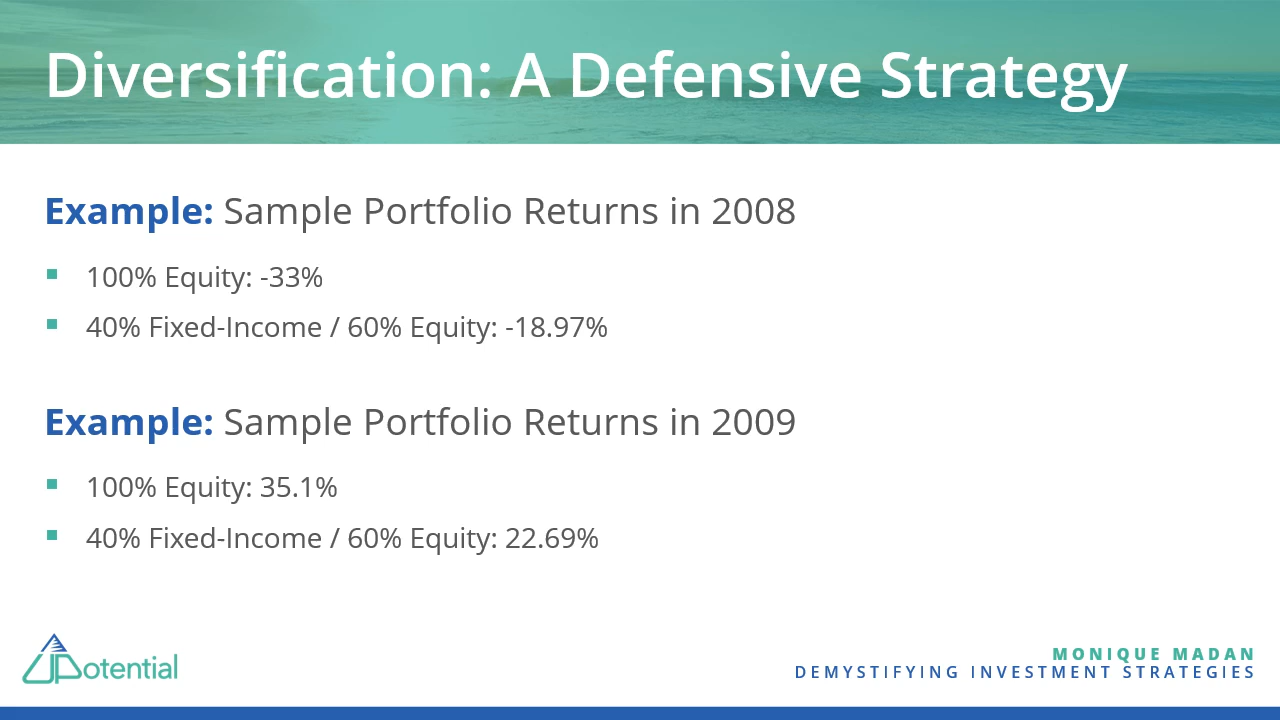 Diversification: A Defensive Strategy
Example: Sample Portfolio Returns in 2008
100% Equity: -33%
40% Fixed-Income / 60% Equity: -18.97%
Example: Sample Portfolio Returns in 2009
100% Equity: 35.1%
40% Fixed-Income / 60% Equity: 22.69%
UPotential
MONIQUE MADAN
DEMYSTIFYING INVESTMENT STRATEGIES